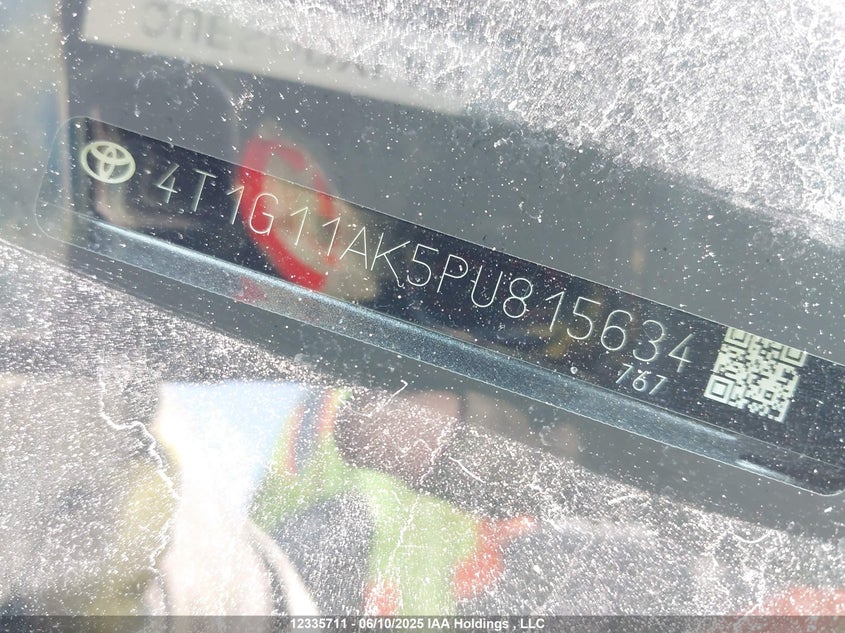 4T1G11AK5PU815634
767
12335711 - 06/10/2025 IAA Holdings , LLC